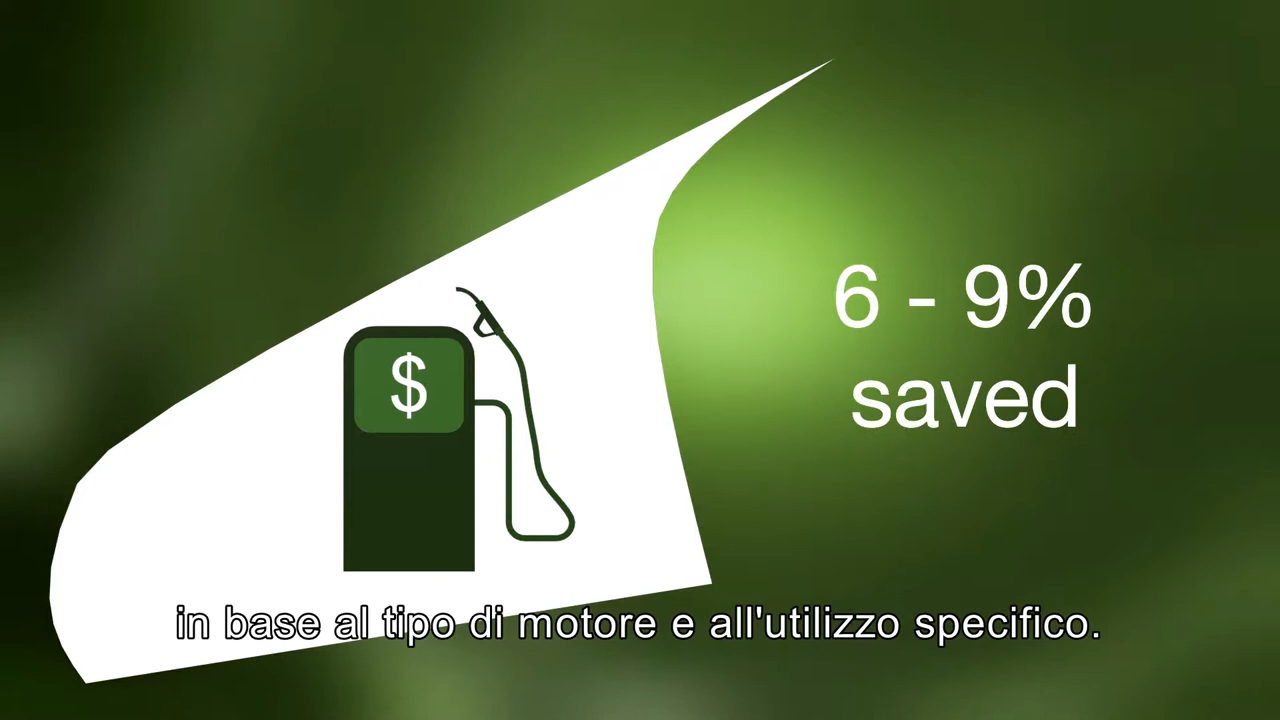 $
6 - 9%
saved
in base al tipo di motore e all'utilizzo specifico.